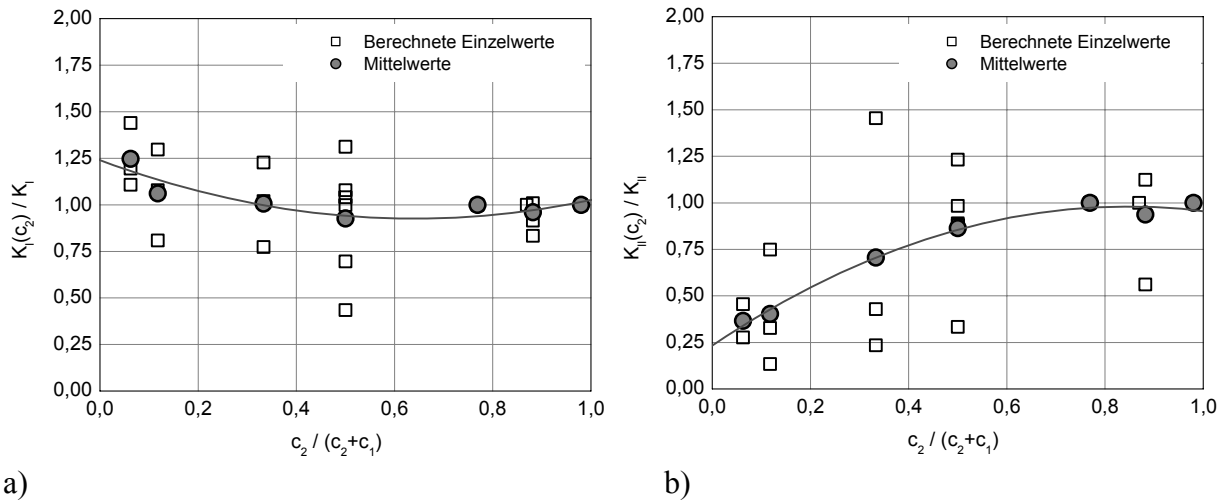 2,00
1,75
1,50
1,25
1,00
0,75
0,50
0,25
0,00
K_I(c_2) / K_I
Berechnete Einzelwerte
Mittelwerte
0,0 0,2 0,4 0,6 0,8 1,0
c_2 / (c_2+c_1)
a)
2,00
1,75
1,50
1,25
1,00
0,75
0,50
0,25
0,00
K_II(c_2) / K_II
Berechnete Einzelwerte
Mittelwerte
0,0 0,2 0,4 0,6 0,8 1,0
c_2 / (c_2+c_1)
b)